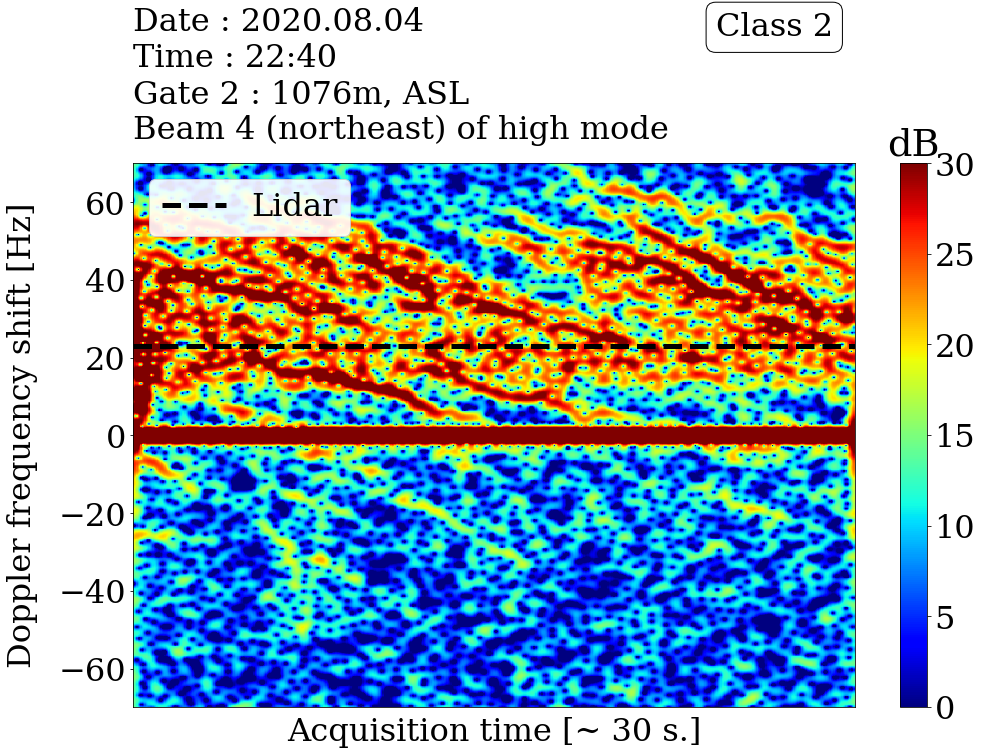 Date : 2020.08.04
Time : 22:40
Gate 2 : 1076m, ASL
Beam 4 (northeast) of high mode
Class 2
dB
Lidar
Doppler frequency shift [Hz]
60
40
20
0
−20
−40
−60
Acquisition time [~ 30 s.]
30
25
20
15
10
5
0